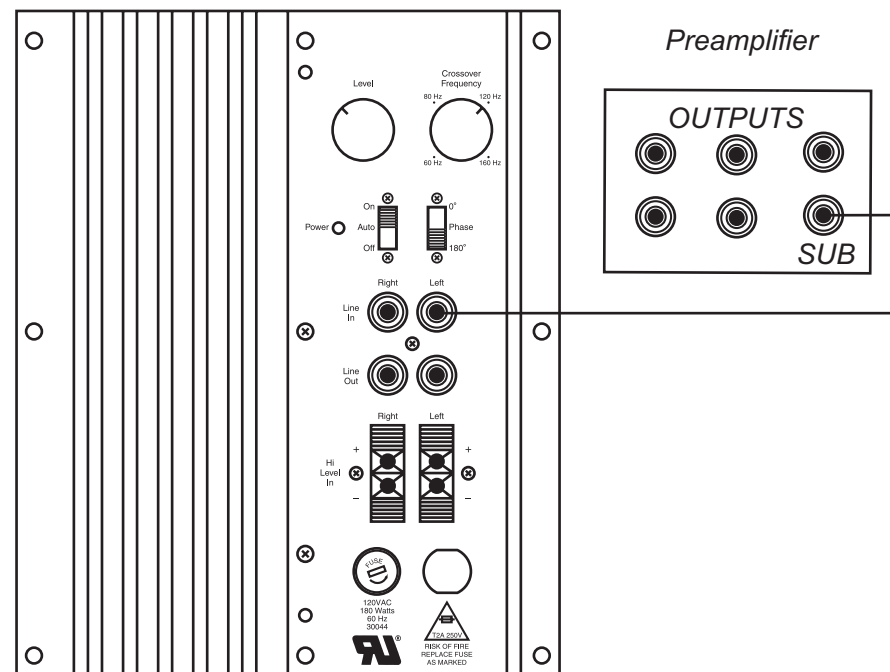 Preamplifier
OUTPUTS
SUB
Level
Crossover
Frequency
80 Hz
120 Hz
60 Hz
160 Hz
On
Power
Auto
Off
0°
Phase
180°
Right
Left
Line
In
Line
Out
Right
Left
+
+
Hi
Level
In
–
–
FUSE
120VAC
180 Watts
60 Hz
30044
T2A 250V
RISK OF FIRE
REPLACE FUSE
AS MARKED